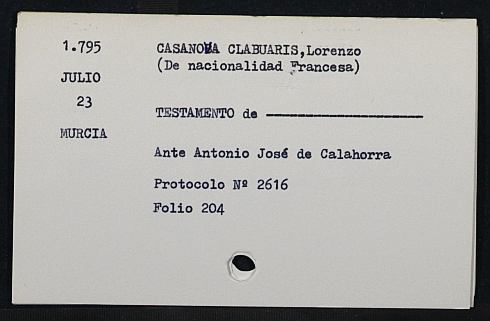 1.795
JULIO
23
MURCIA
CASANOVA CLABUARIS,Lorenzo
(De nacionalidad Francesa)
TESTAMENTO de ————————————
Ante Antonio José de Calahorra
Protocolo Nº 2616
Folio 204